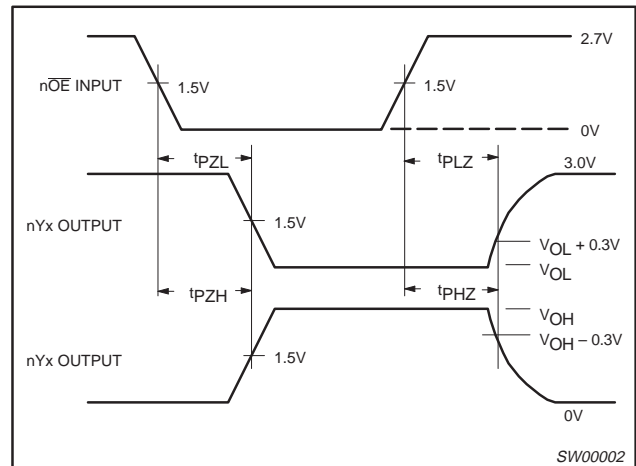 2.7V
nO̅E̅ INPUT
1.5V
1.5V
0V
tPZL
tPLZ
3.0V
nYx OUTPUT
1.5V
VOL + 0.3V
VOL
tPZH
tPHZ
VOH
VOH – 0.3V
nYx OUTPUT
1.5V
0V
SW00002